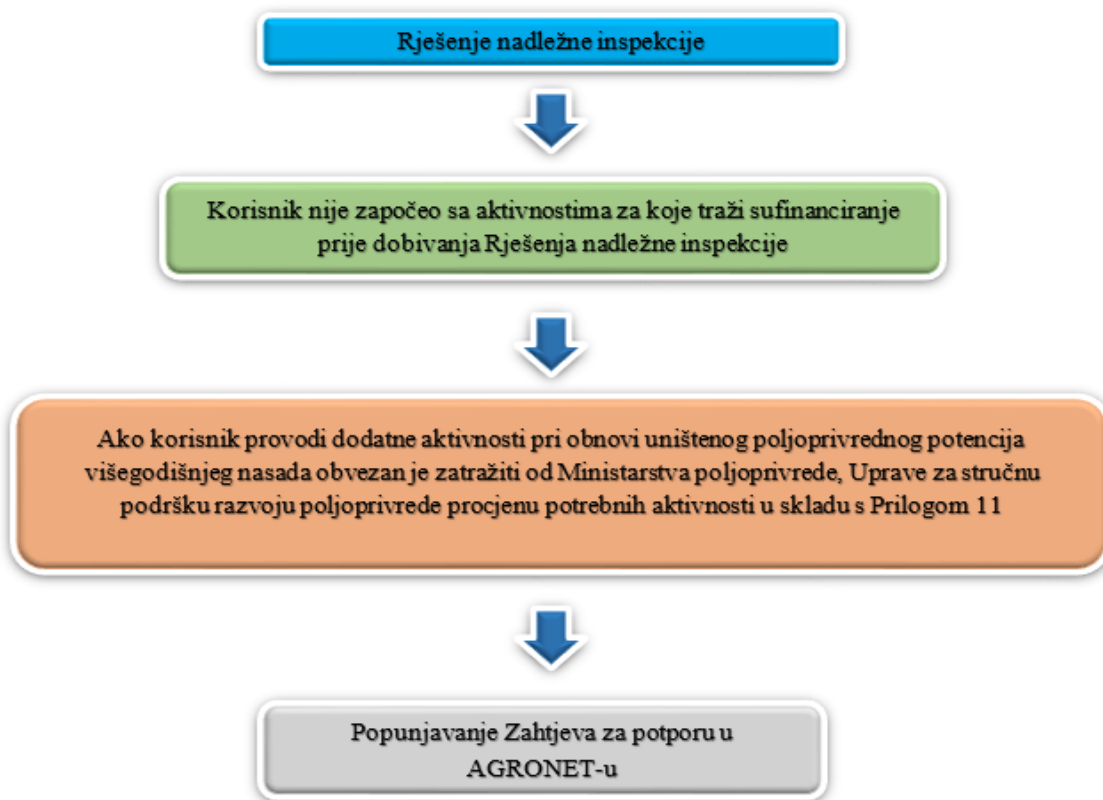 Rješenje nadležne inspekcije
Korisnik nije započeo sa aktivnostima za koje traži sufinanciranje
prije dobivanja Rješenja nadležne inspekcije
Ako korisnik provodi dodatne aktivnosti pri obnovi uništenog poljoprivrednog potencija
višegodišnjeg nasada obvezan je zatražiti od Ministarstva poljoprivrede, Uprave za stručnu
podršku razvoju poljoprivrede procjenu potrebnih aktivnosti u skladu s Prilogom 11
Popunjavanje Zahtjeva za potporu u
AGRONET-u